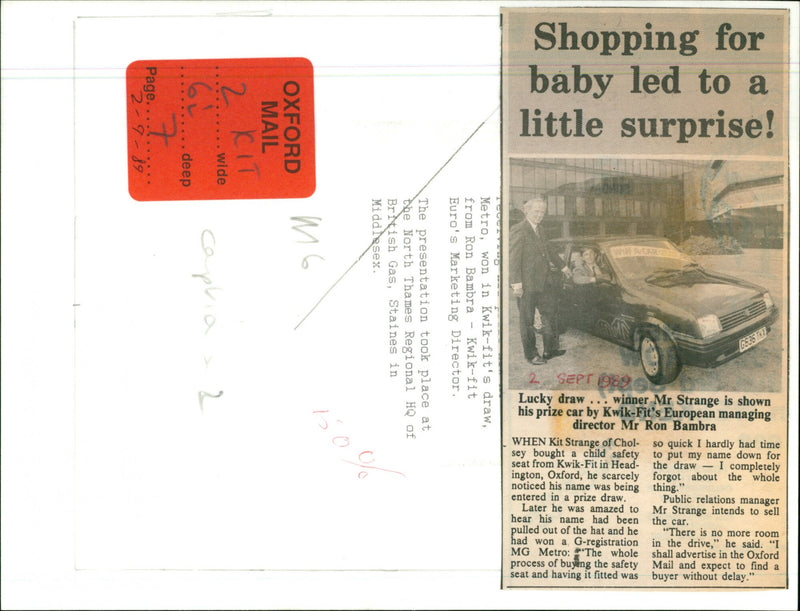 OXFORD
MAIL
2 KIT
wide
6L
deep
7
Page
2-9-89
M G
2
150%
Metro, won in Kwik-fit's draw,
from Ron Bambra - Kwik-fit
Euro's Marketing Director.
The presentation took place at
the North Thames Regional HQ of
British Gas, Staines in
Middlesex.
Shopping for
baby led to a
little surprise!
G636 TKX
2 SEPT 1989
Lucky draw . . . winner Mr Strange is shown
his prize car by Kwik-Fit's European managing
director Mr Ron Bambra
WHEN Kit Strange of Chol-
sey bought a child safety
seat from Kwik-Fit in Head-
ington, Oxford, he scarcely
noticed his name was being
entered in a prize draw.
Later he was amazed to
hear his name had been
pulled out of the hat and he
had won a G-registration
MG Metro: "The whole
process of buying the safety
seat and having it fitted was
so quick I hardly had time
to put my name down for
the draw — I completely
forgot about the whole
thing."
Public relations manager
Mr Strange intends to sell
the car.
"There is no more room
in the drive," he said. "I
shall advertise in the Oxford
Mail and expect to find a
buyer without delay."